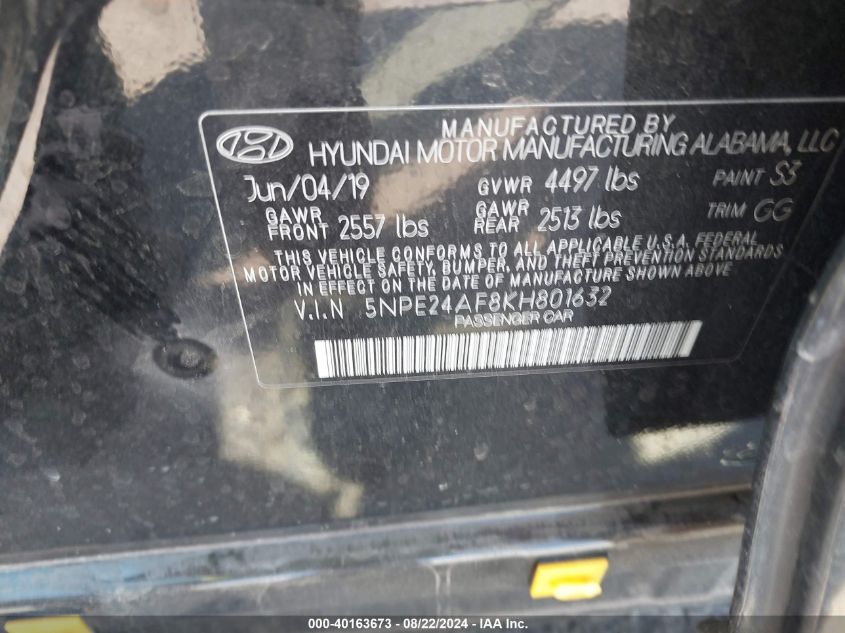 MANUFACTURED BY
HYUNDAI MOTOR MANUFACTURING ALABAMA, LLC
Jun/04/19 GVWR 4497 lbs PAINT S3
GAWR FRONT 2557 lbs GAWR REAR 2513 lbs TRIM GG
THIS VEHICLE CONFORMS TO ALL APPLICABLE U.S.A. FEDERAL
MOTOR VEHICLE SAFETY, BUMPER, AND THEFT PREVENTION STANDARDS
IN EFFECT ON THE DATE OF MANUFACTURE SHOWN ABOVE
V.I.N 5NPE24AF8KH801632
PASSENGER CAR
000-40163673 - 08/22/2024 - IAA Inc.